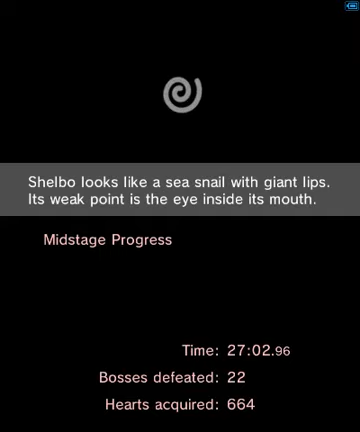 Shelbo looks like a sea snail with giant lips.
Its weak point is the eye inside its mouth.
Midstage Progress
Time: 27:02.96
Bosses defeated: 22
Hearts acquired: 664